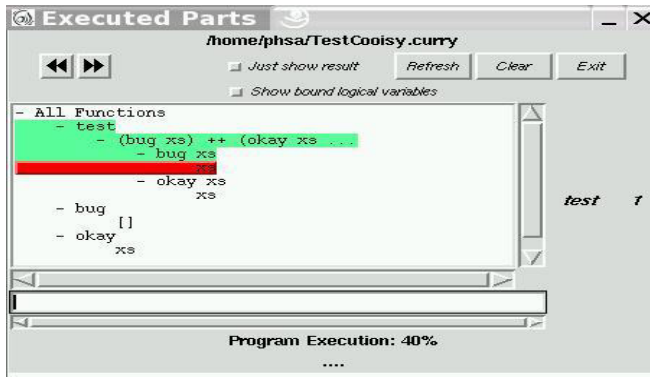 Executed Parts
/home/phsa/TestCooisy.curry
Just show result Refresh Clear Exit
Show bound logical variables
- All Functions
- test
- (bug xs) ++ (okay xs ...
- bug xs
xs
- okay xs
xs
- bug
[]
- okay
xs
test 1
Program Execution: 40%
....